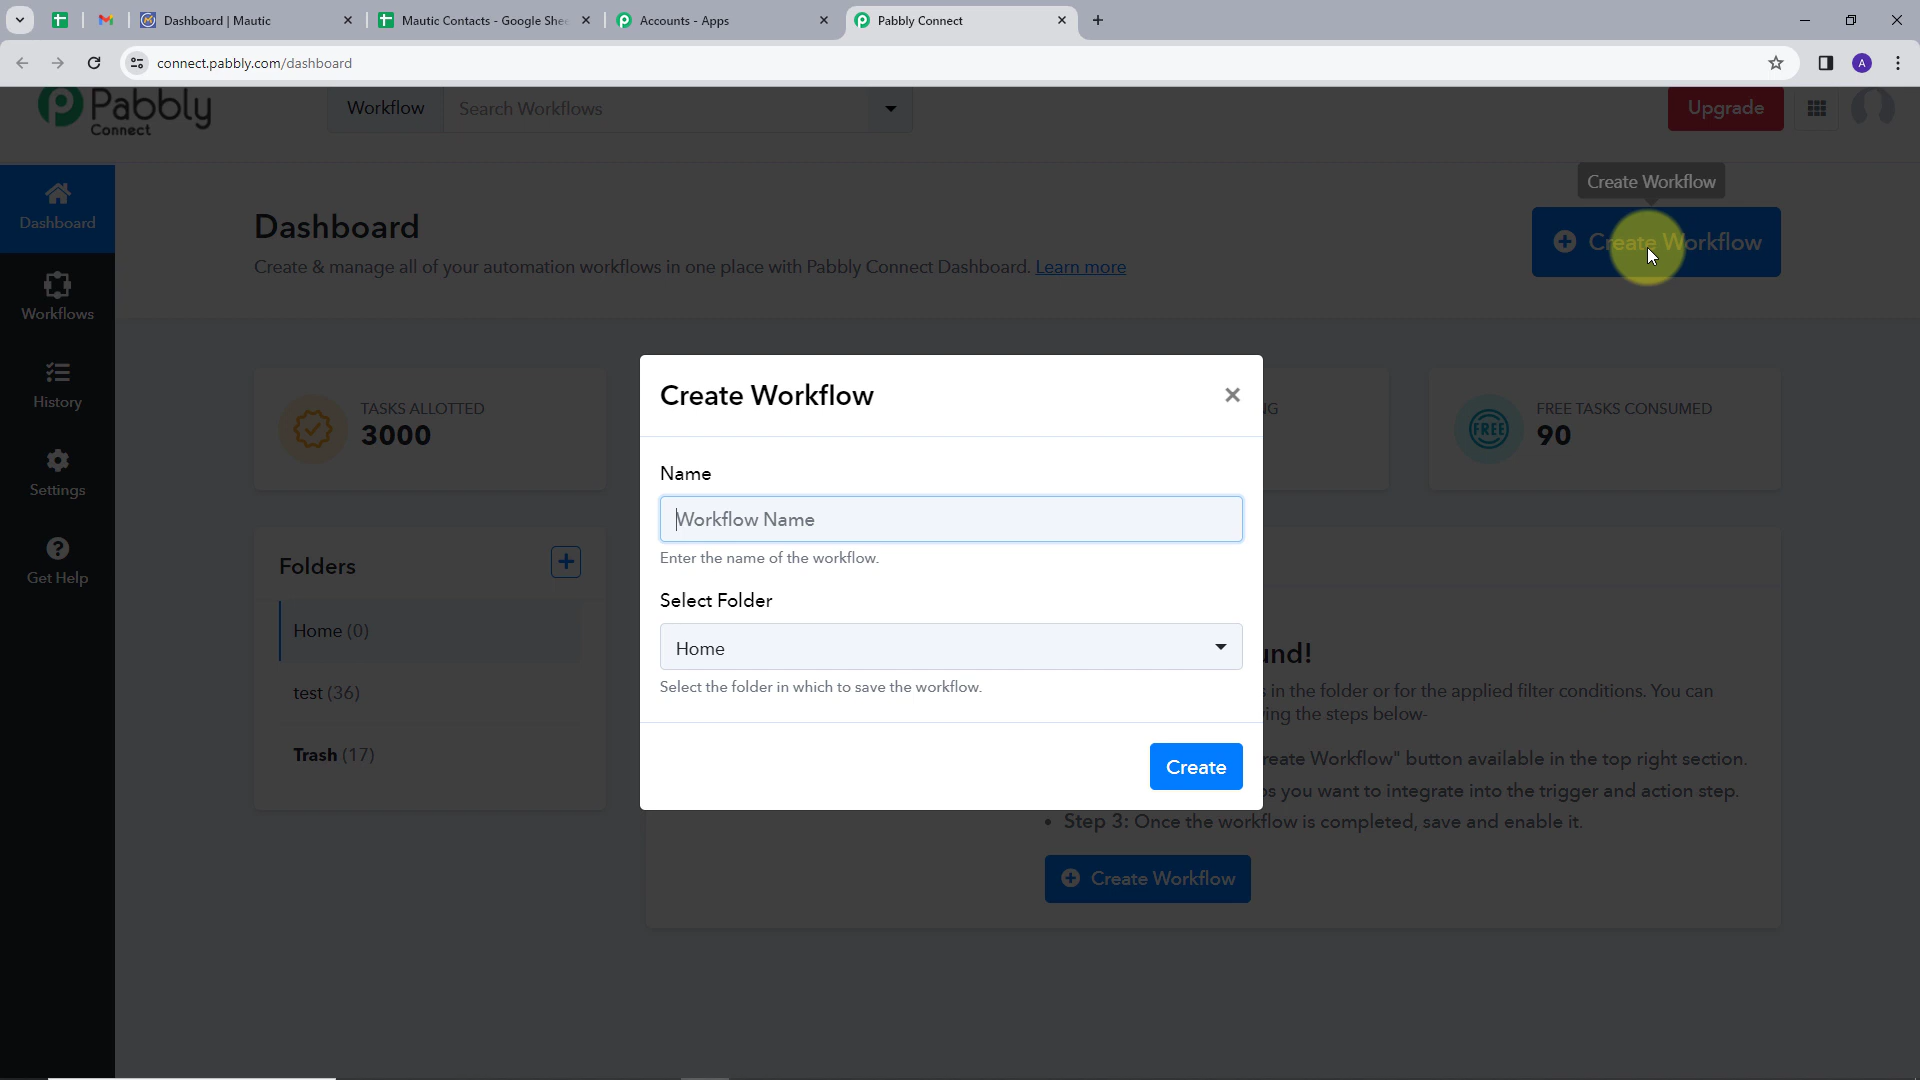 Dashboard | Mautic
Mautic Contacts - Google She
Accounts - Apps
Pabbly Connect
connect.pabbly.com/dashboard
A
Pabbly
Connect
Workflow
Search Workflows
Upgrade
Create Workflow
Dashboard
Dashboard
Create & manage all of your automation workflows in one place with Pabbly Connect Dashboard. Learn more
Create Workflow
Workflows
History
Settings
Get Help
TASKS ALLOTTED
3000
NG
FREE
FREE TASKS CONSUMED
90
Folders
Home (0)
test (36)
Trash (17)
Create Workflow
Name
Workflow Name
Enter the name of the workflow.
Select Folder
Home
Select the folder in which to save the workflow.
Create
und!
in the folder or for the applied filter conditions. You can
ing the steps below-
reate Workflow" button available in the top right section.
s you want to integrate into the trigger and action step.
• Step 3: Once the workflow is completed, save and enable it.
Create Workflow